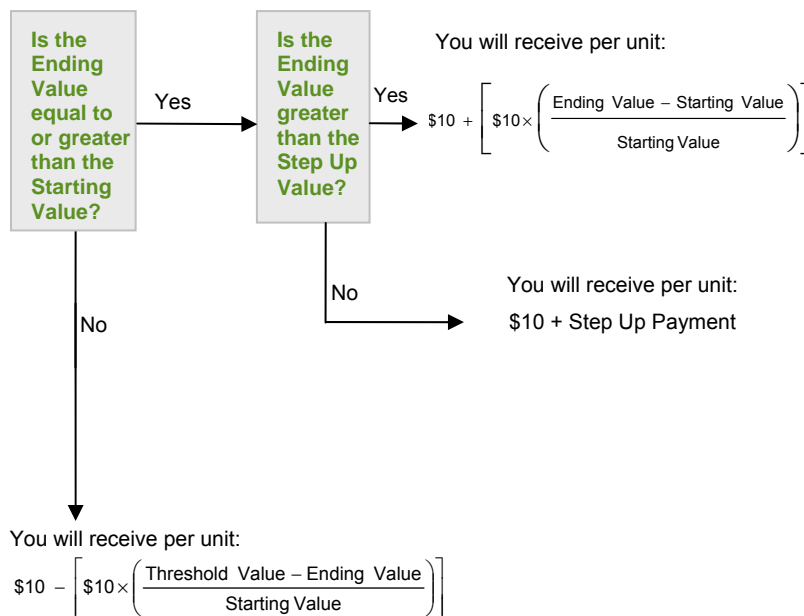 Is the
Ending
Value
equal to
or greater
than the
Starting
Value?
Yes
Is the
Ending
Value
greater
than the
Step Up
Value?
Yes
You will receive per unit:
$10 + [ $10 × ( Ending Value – Starting Value / Starting Value ) ]
No
You will receive per unit:
$10 + Step Up Payment
No
You will receive per unit:
$10 – [ $10 × ( Threshold Value – Ending Value / Starting Value ) ]